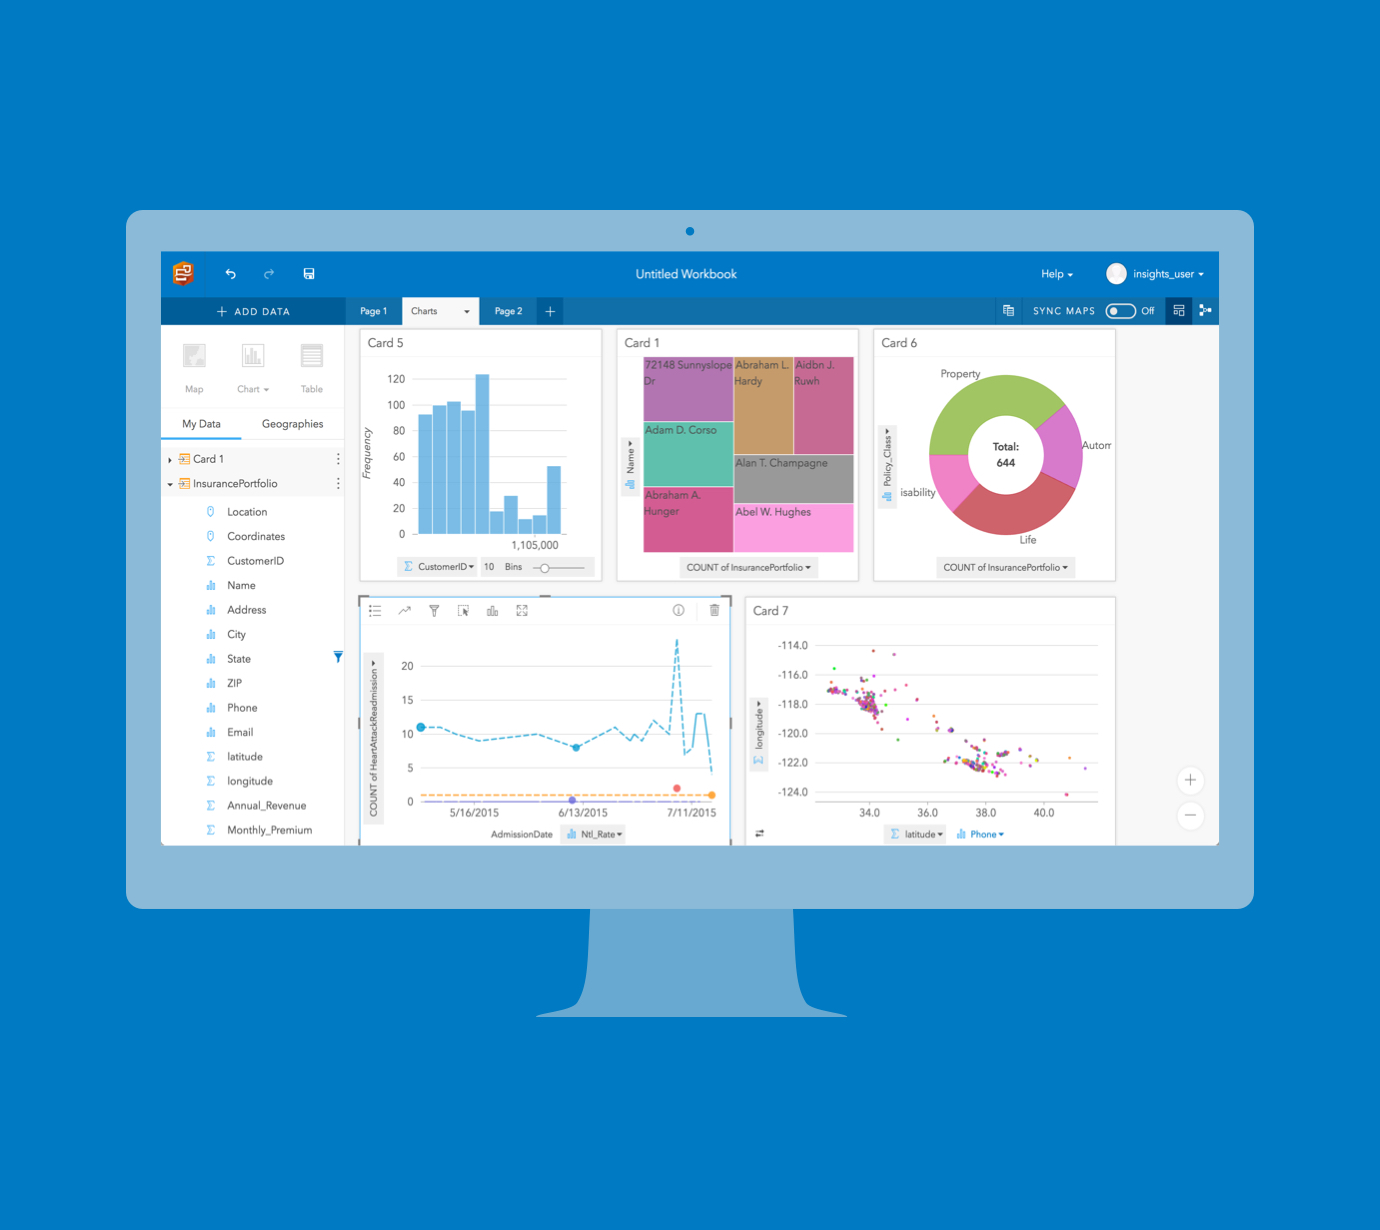 Untitled Workbook
Help
insights_user
ADD DATA
Page 1
Charts
Page 2
SYNC MAPS
Off
Map
Chart
Table
My Data
Geographies
Card 1
InsurancePortfolio
Location
Coordinates
CustomerID
Name
Address
City
State
ZIP
Phone
Email
latitude
longitude
Annual_Revenue
Monthly_Premium
Card 5
Frequency
120
100
80
60
40
20
0
1,105,000
CustomerID
10 Bins
Card 1
Name
72148 Sunnyslope
Dr
Abraham L.
Hardy
Aidbn J.
Ruwh
Adam D. Corso
Alan T. Champagne
Abraham A.
Hunger
Abel W. Hughes
COUNT of InsurancePortfolio
Card 6
Policy_Class
Property
Autom
isability
Life
Total:
644
COUNT of InsurancePortfolio
COUNT of HeartAttackReadmission
20
15
10
5
0
5/16/2015
6/13/2015
7/11/2015
AdmissionDate
Ntl_Rate
Card 7
longitude
-114.0
-116.0
-118.0
-120.0
-122.0
-124.0
34.0
36.0
38.0
40.0
latitude
Phone